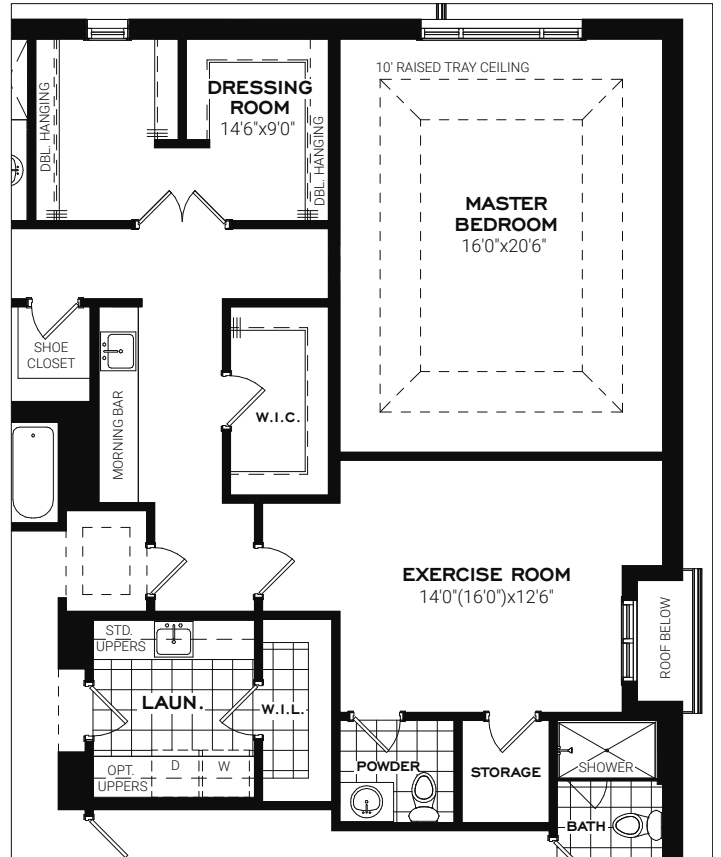 10' RAISED TRAY CEILING
DRESSING
ROOM
14'6"x9'0"
DBL. HANGING
DBL. HANGING
MASTER
BEDROOM
16'0"x20'6"
SHOE
CLOSET
MORNING BAR
W.I.C.
EXERCISE ROOM
14'0"(16'0")x12'6"
ROOF BELOW
STD.
UPPERS
LAUN.
W.I.L.
OPT.
UPPERS
D
W
POWDER
STORAGE
SHOWER
BATH